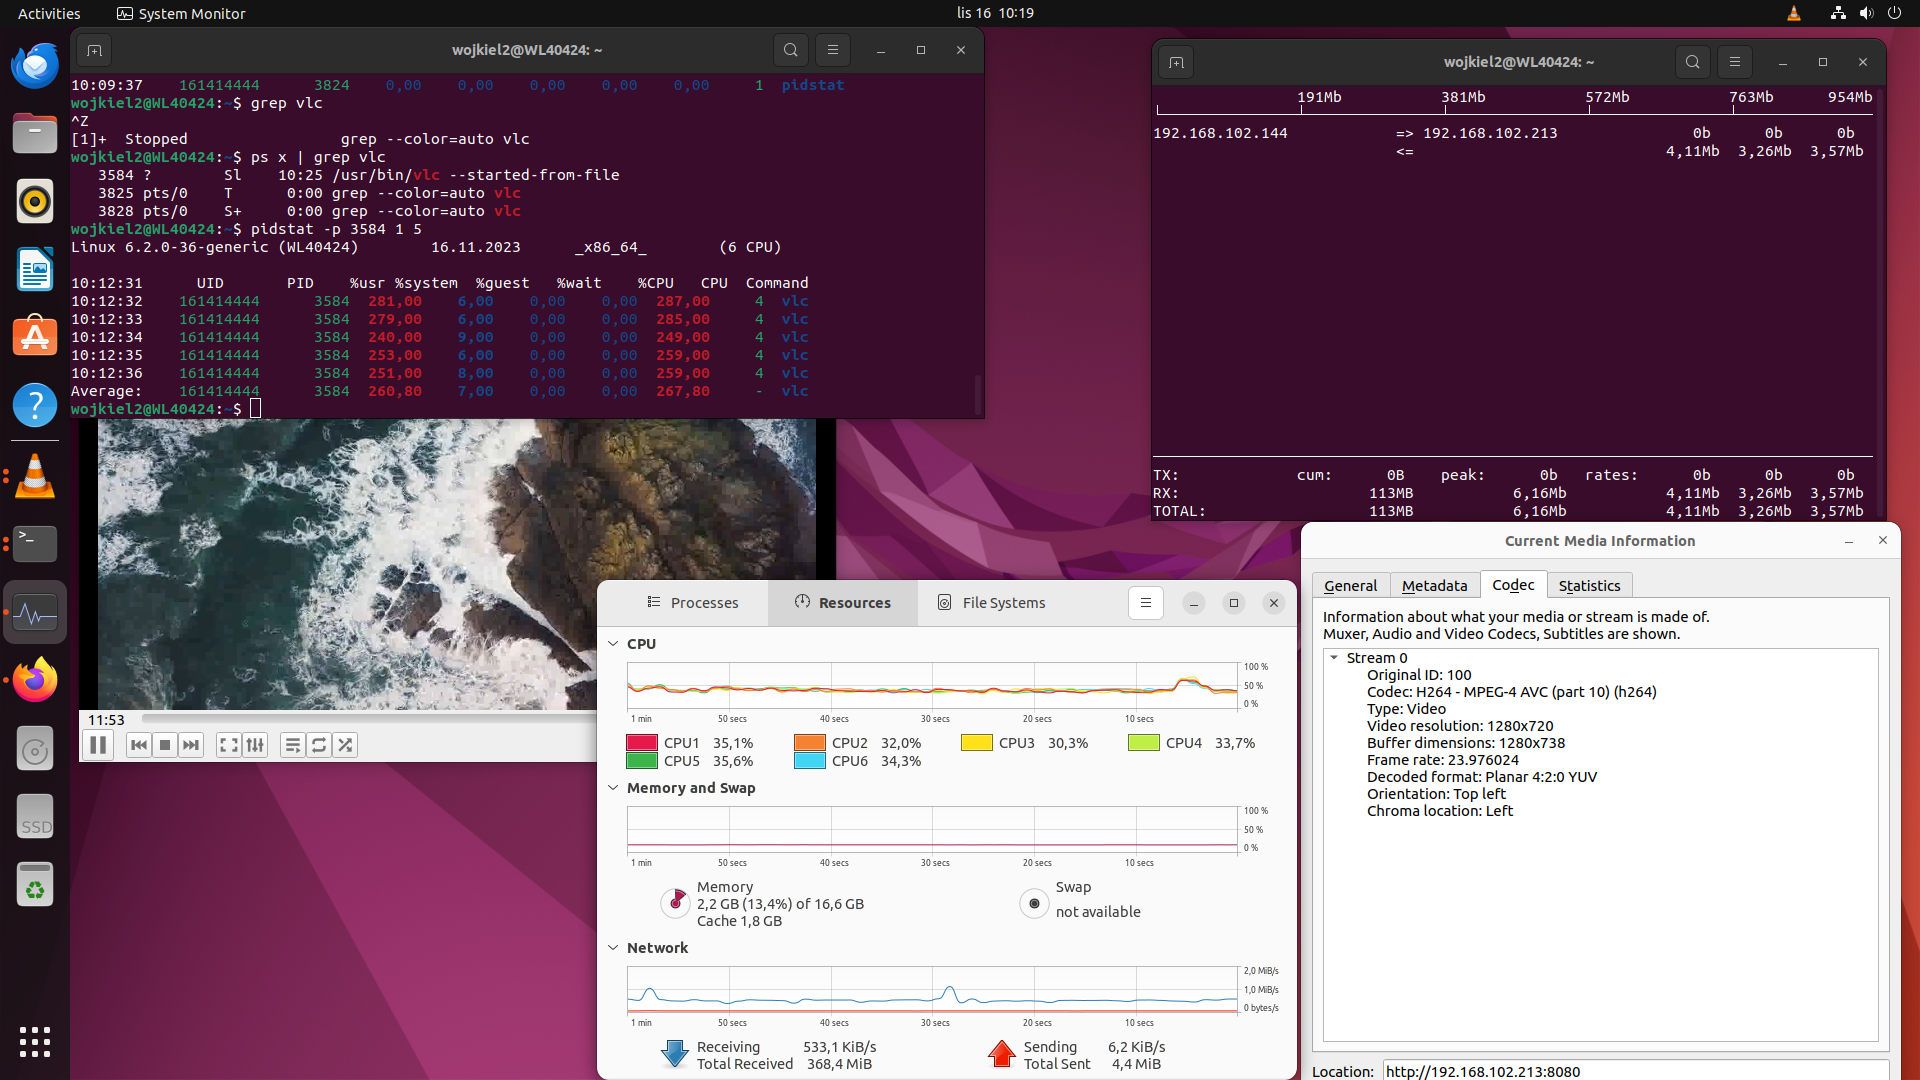 Activities
System Monitor
lis 16 10:19
wojkiel2@WL40424: ~
10:09:37 161414444 3824 0,00 0,00 0,00 0,00 0,00 1 pidstat
wojkiel2@WL40424:~$ grep vlc
^Z
[1]+ Stopped grep --color=auto vlc
wojkiel2@WL40424:~$ ps x | grep vlc
3584 ? Sl 10:25 /usr/bin/vlc --started-from-file
3825 pts/0 T 0:00 grep --color=auto vlc
3828 pts/0 S+ 0:00 grep --color=auto vlc
wojkiel2@WL40424:~$ pidstat -p 3584 1 5
Linux 6.2.0-36-generic (WL40424) 16.11.2023 _x86_64_ (6 CPU)
10:12:31 UID PID %usr %system %guest %wait %CPU CPU Command
10:12:32 161414444 3584 281,00 6,00 0,00 0,00 287,00 4 vlc
10:12:33 161414444 3584 279,00 6,00 0,00 0,00 285,00 4 vlc
10:12:34 161414444 3584 240,00 9,00 0,00 0,00 249,00 4 vlc
10:12:35 161414444 3584 253,00 6,00 0,00 0,00 259,00 4 vlc
10:12:36 161414444 3584 251,00 8,00 0,00 0,00 259,00 4 vlc
Average: 161414444 3584 260,80 7,00 0,00 0,00 267,80 - vlc
wojkiel2@WL40424:~$
wojkiel2@WL40424: ~
191Mb 381Mb 572Mb 763Mb 954Mb
192.168.102.144 => 192.168.102.213 0b 0b 0b
<= 4,11Mb 3,26Mb 3,57Mb
TX: cum: 0B peak: 0b rates: 0b 0b 0b
RX: 113MB 6,16Mb 4,11Mb 3,26Mb 3,57Mb
TOTAL: 113MB 6,16Mb 4,11Mb 3,26Mb 3,57Mb
11:53
SSD
Processes Resources File Systems
CPU
100 %
50 %
0 %
1 min 50 secs 40 secs 30 secs 20 secs 10 secs
CPU1 35,1% CPU2 32,0% CPU3 30,3% CPU4 33,7%
CPU5 35,6% CPU6 34,3%
Memory and Swap
100 %
50 %
0 %
1 min 50 secs 40 secs 30 secs 20 secs 10 secs
Memory
2,2 GB (13,4%) of 16,6 GB
Cache 1,8 GB
Swap
not available
Network
2,0 MiB/s
1,0 MiB/s
0 bytes/s
1 min 50 secs 40 secs 30 secs 20 secs 10 secs
Receiving 533,1 KiB/s
Total Received 368,4 MiB
Sending 6,2 KiB/s
Total Sent 4,4 MiB
Current Media Information
General Metadata Codec Statistics
Information about what your media or stream is made of.
Muxer, Audio and Video Codecs, Subtitles are shown.
Stream 0
Original ID: 100
Codec: H264 - MPEG-4 AVC (part 10) (h264)
Type: Video
Video resolution: 1280x720
Buffer dimensions: 1280x738
Frame rate: 23.976024
Decoded format: Planar 4:2:0 YUV
Orientation: Top left
Chroma location: Left
Location: http://192.168.102.213:8080